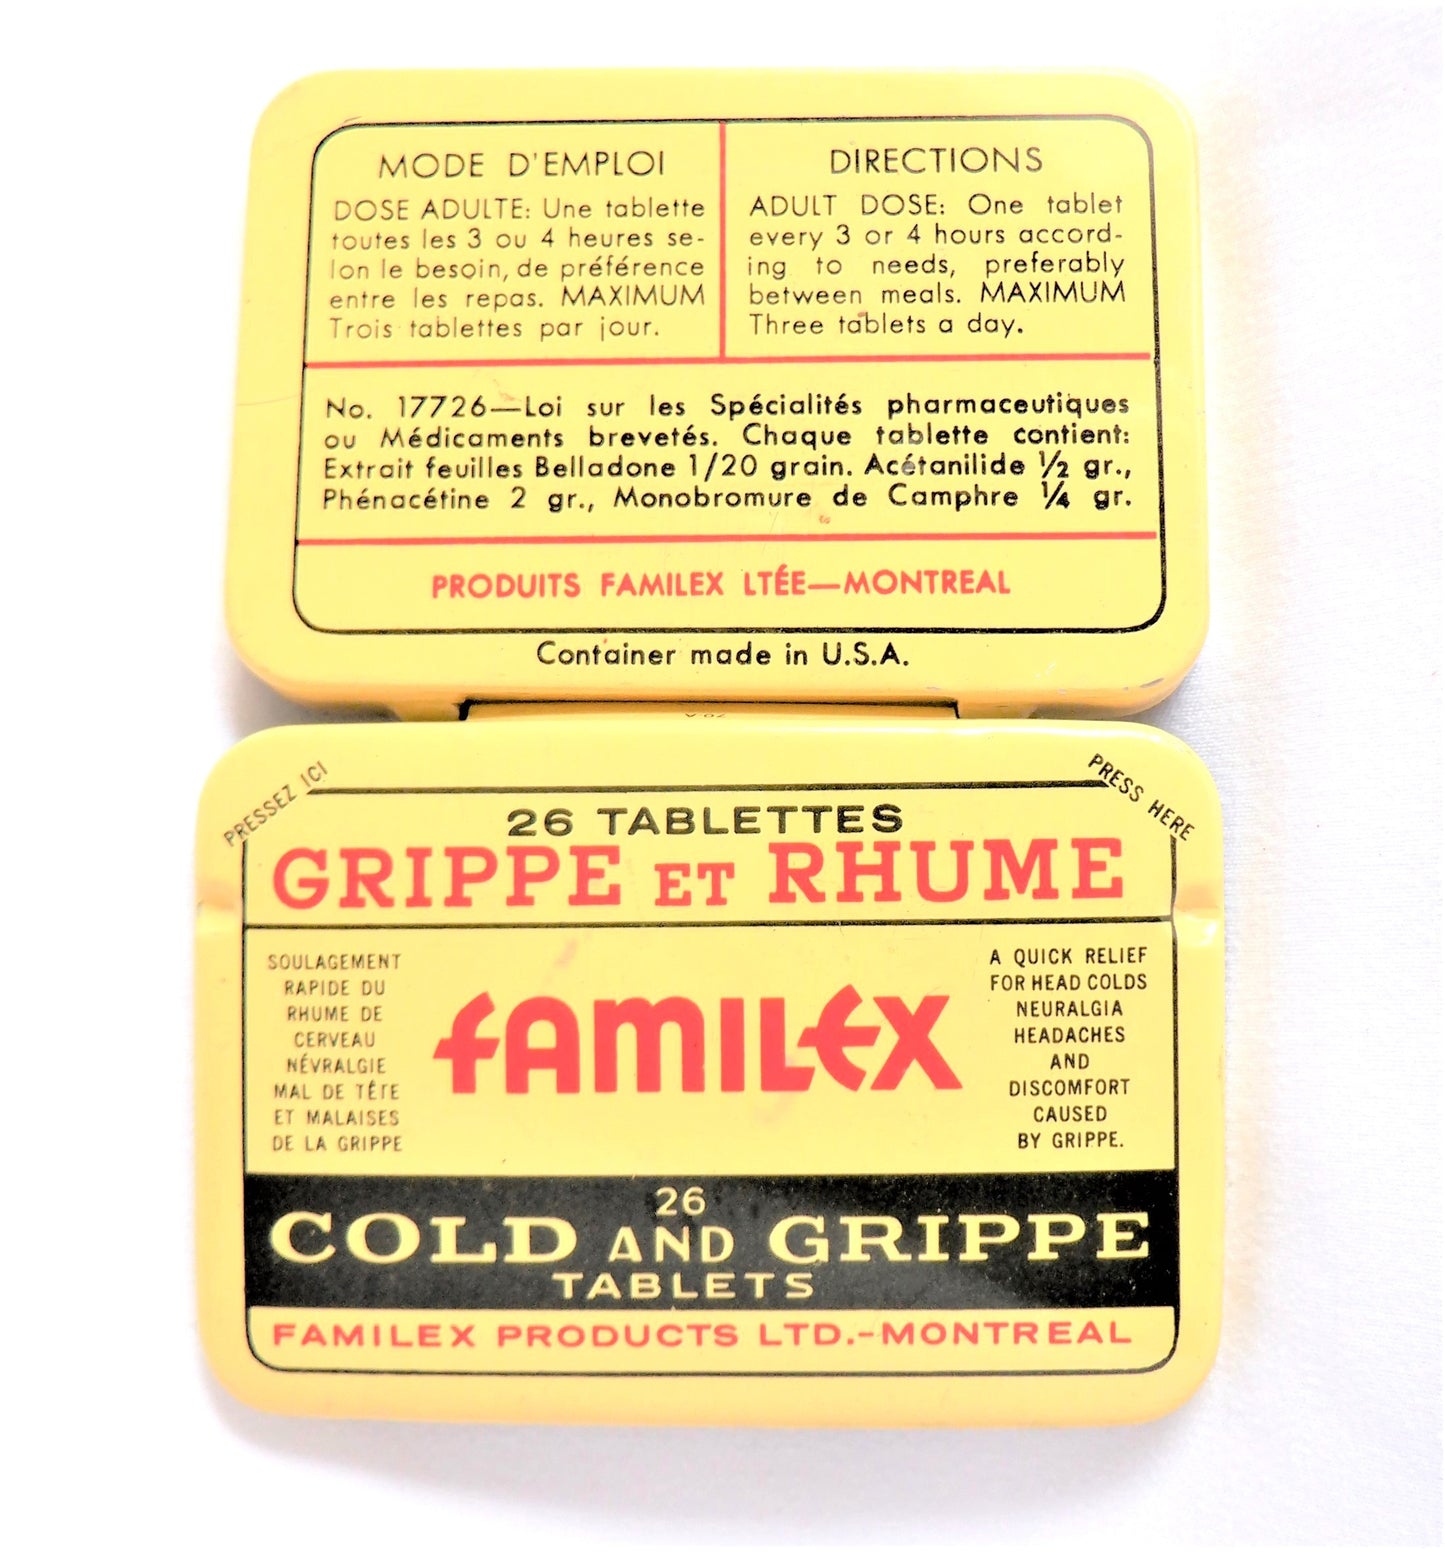 MODE D'EMPLOI
DOSE ADULTE: Une tablette
toutes les 3 ou 4 heures se-
lon le besoin, de préférence
entre les repas. MAXIMUM
Trois tablettes par jour.
DIRECTIONS
ADULT DOSE: One tablet
every 3 or 4 hours accord-
ing to needs, preferably
between meals. MAXIMUM
Three tablets a day.
No. 17726—Loi sur les Spécialités pharmaceutiques
ou Médicaments brevetés. Chaque tablette contient:
Extrait feuilles Belladone 1/20 grain. Acétanilide ½ gr.,
Phénacétine 2 gr., Monobromure de Camphre ¼ gr.
PRODUITS FAMILEX LTÉE—MONTREAL
Container made in U.S.A.
PRESSEZ ICI
PRESS HERE
26 TABLETTES
GRIPPE ET RHUME
SOULAGEMENT
RAPIDE DU
RHUME DE
CERVEAU
NÉVRALGIE
MAL DE TÊTE
ET MALAISES
DE LA GRIPPE
FAMILEX
A QUICK RELIEF
FOR HEAD COLDS
NEURALGIA
HEADACHES
AND
DISCOMFORT
CAUSED
BY GRIPPE.
26
COLD AND GRIPPE
TABLETS
FAMILEX PRODUCTS LTD.-MONTREAL